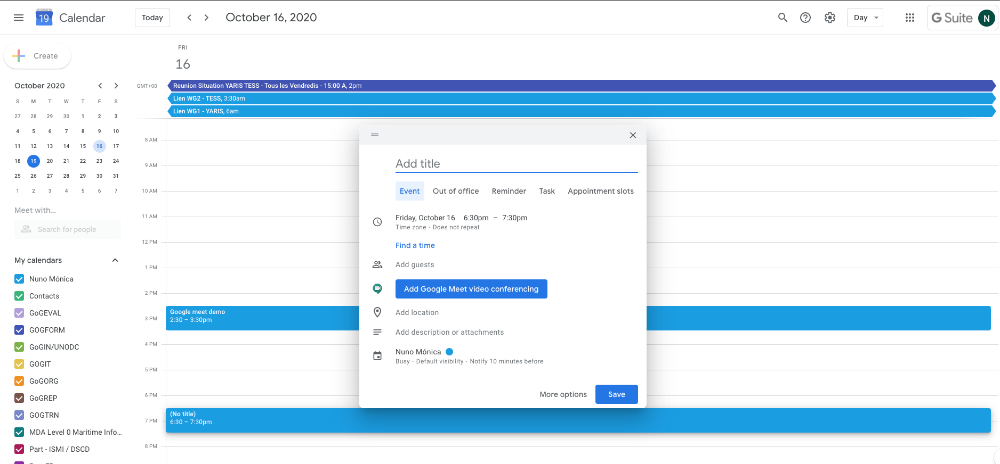 19 Calendar Today October 16, 2020 Day G Suite N
Create
FRI
16
October 2020
S M T W T F S
27 28 29 30 1 2 3
4 5 6 7 8 9 10
11 12 13 14 15 16 17
18 19 20 21 22 23 24
25 26 27 28 29 30 31
1 2 3 4 5 6 7
Meet with...
Search for people
My calendars
Nuno Mónica
Contacts
GoGEVAL
GOGFORM
GoGIN/UNODC
GOGIT
GoGORG
GoGREP
GOGTRN
MDA Level 0 Maritime Info...
Part - ISMI / DSCD
GMT+00
Reunion Situation YARIS TESS - Tous les Vendredis - 15:00 A, 2pm
Lien WG2 - TESS, 3:30am
Lien WG1 - YARIS, 6am
8 AM
9 AM
10 AM
11 AM
12 PM
1 PM
2 PM
Google meet demo
2:30 – 3:30pm
3 PM
4 PM
5 PM
6 PM
(No title)
6:30 – 7:30pm
7 PM
8 PM
Add title
Event Out of office Reminder Task Appointment slots
Friday, October 16 6:30pm – 7:30pm
Time zone · Does not repeat
Find a time
Add guests
Add Google Meet video conferencing
Add location
Add description or attachments
Nuno Mónica
Busy · Default visibility · Notify 10 minutes before
More options Save